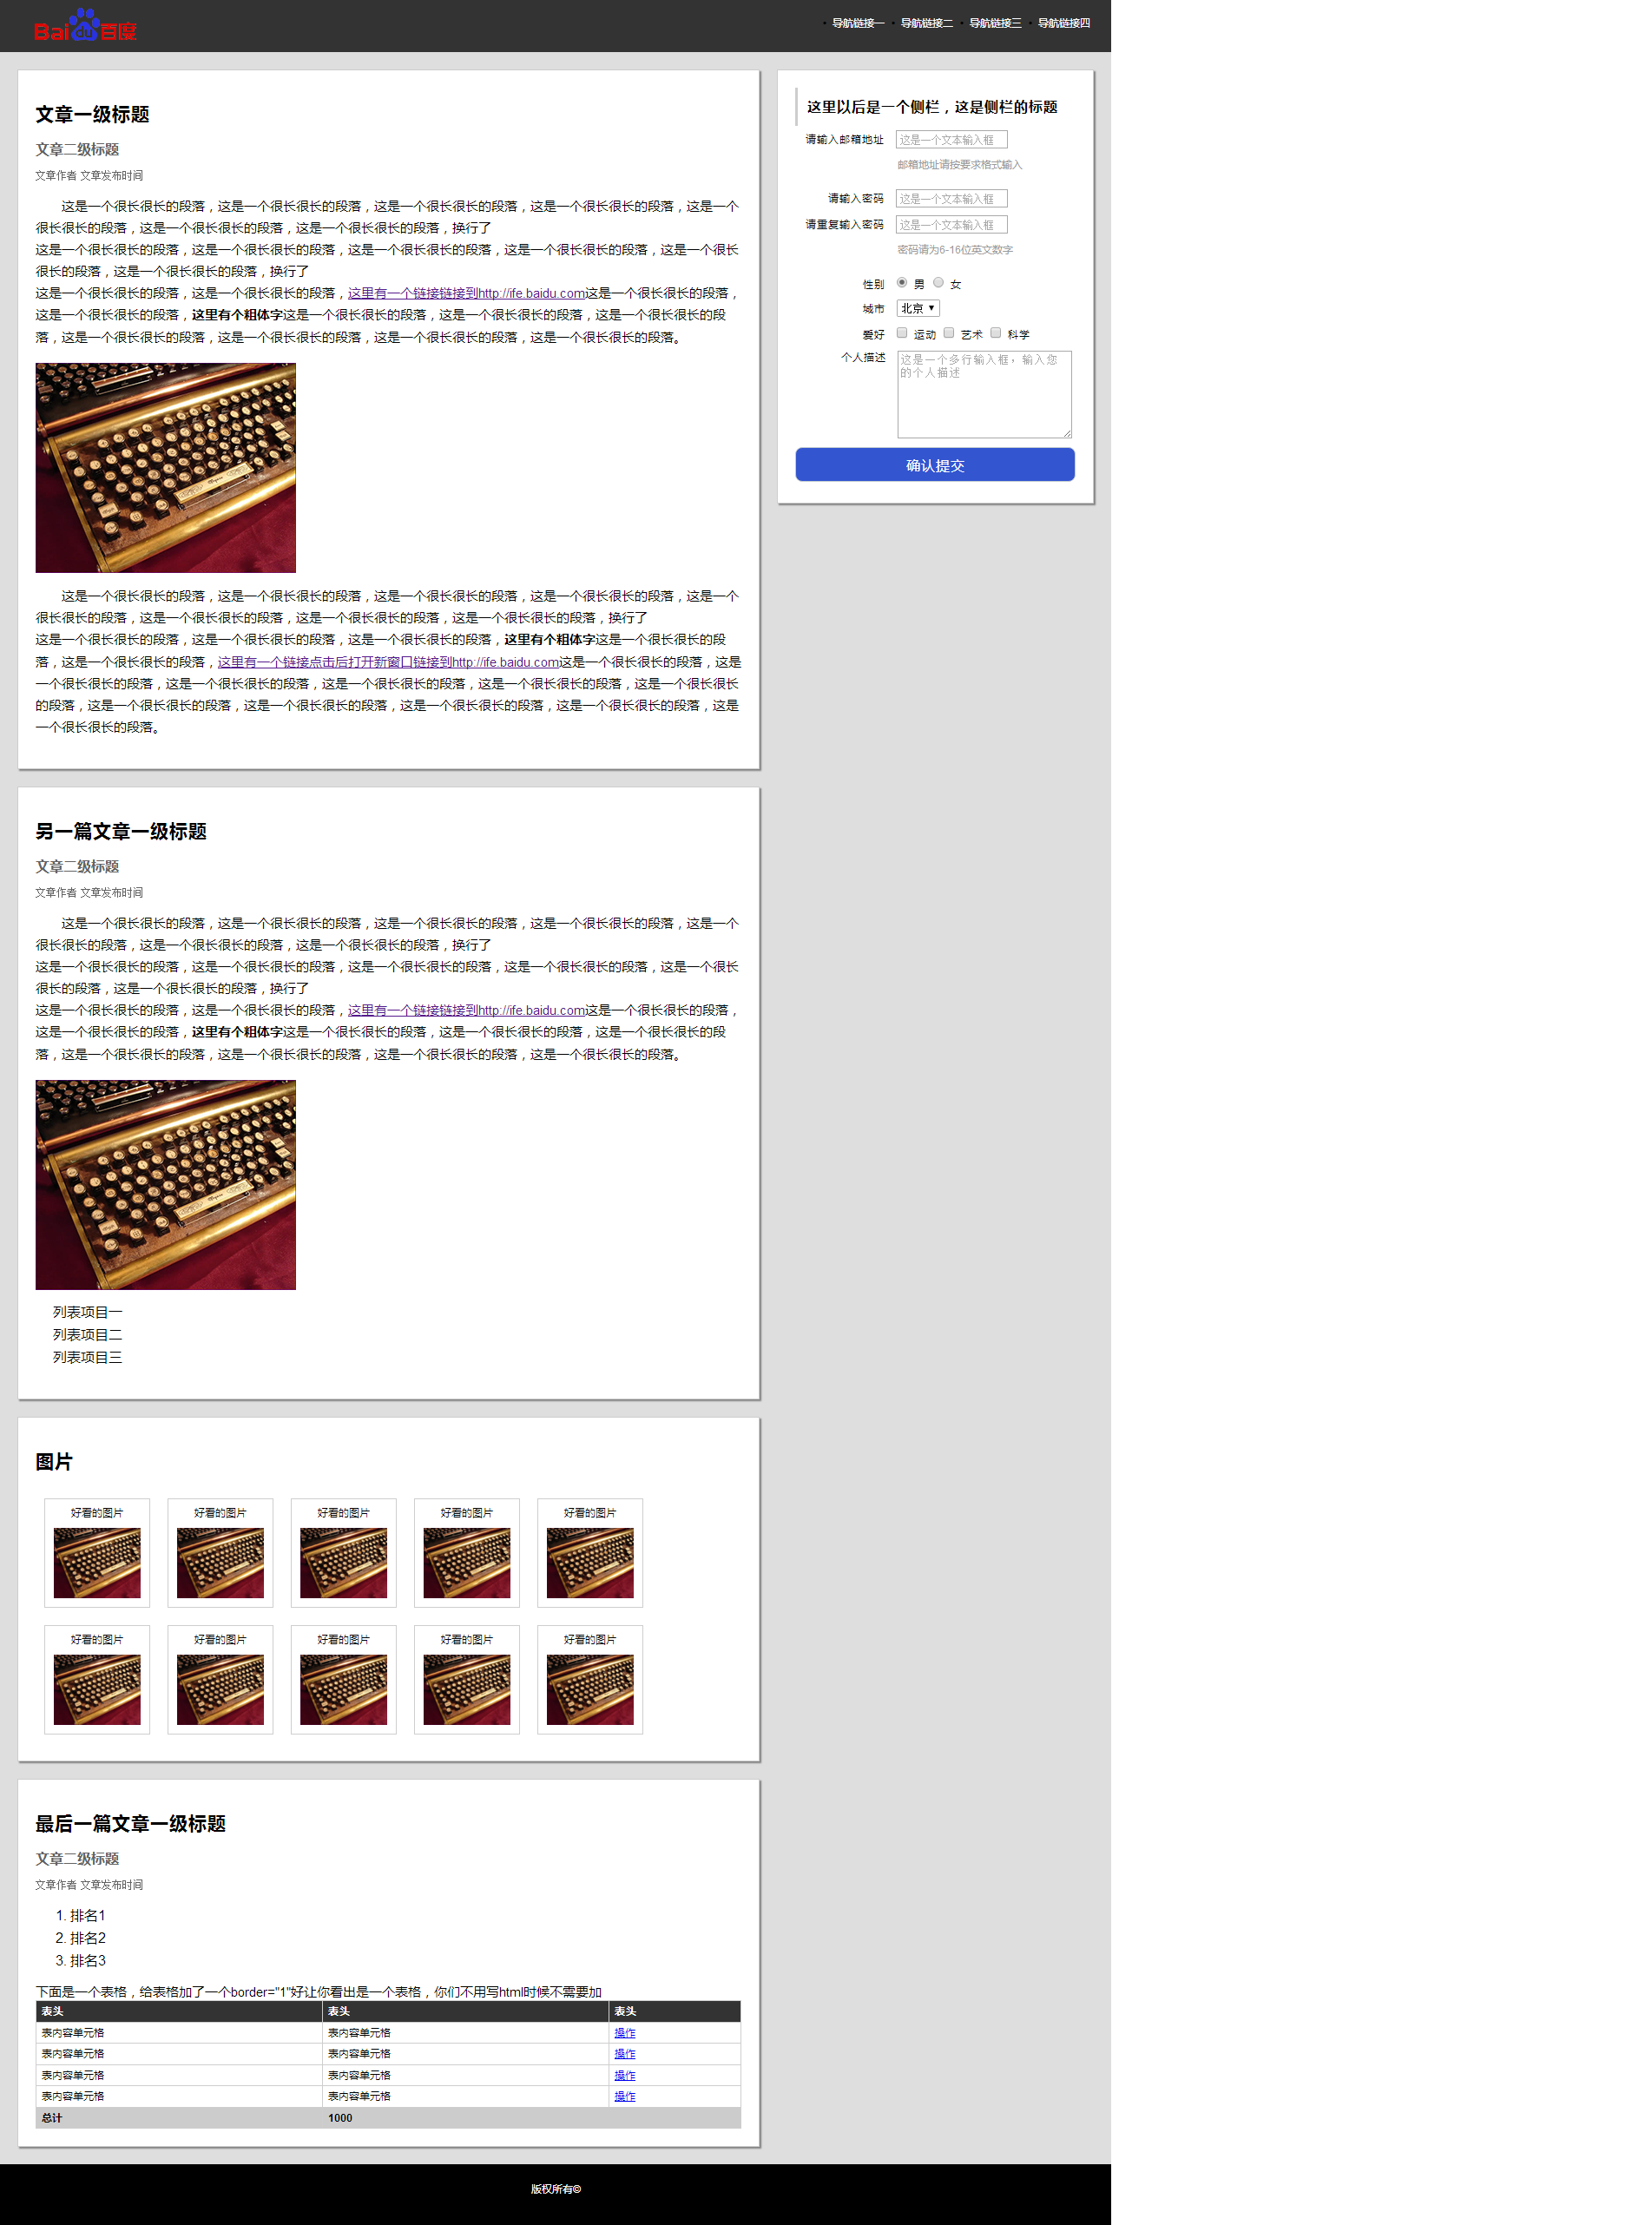 Bai du 百度
导航链接一 导航链接二 导航链接三 导航链接四
文章一级标题
文章二级标题
文章作者 文章发布时间
这是一个很长很长的段落，这是一个很长很长的段落，这是一个很长很长的段落，这是一个很长很长的段落，这是一个
很长很长的段落，这是一个很长很长的段落，这是一个很长很长的段落，换行了
这是一个很长很长的段落，这是一个很长很长的段落，这是一个很长很长的段落，这是一个很长很长的段落，这是一个很长
很长的段落，这是一个很长很长的段落，换行了
这是一个很长很长的段落，这是一个很长很长的段落，这里有一个链接链接到http://ife.baidu.com这是一个很长很长的段落，
这是一个很长很长的段落，这里有个粗体字这是一个很长很长的段落，这是一个很长很长的段落，这是一个很长很长的段
落，这是一个很长很长的段落，这是一个很长很长的段落，这是一个很长很长的段落，这是一个很长很长的段落。
这是一个很长很长的段落，这是一个很长很长的段落，这是一个很长很长的段落，这是一个很长很长的段落，这是一个
很长很长的段落，这是一个很长很长的段落，这是一个很长很长的段落，这是一个很长很长的段落，换行了
这是一个很长很长的段落，这是一个很长很长的段落，这是一个很长很长的段落，这里有个粗体字这是一个很长很长的段
落，这是一个很长很长的段落，这里有一个链接点击后打开新窗口链接到http://ife.baidu.com这是一个很长很长的段落，这是
一个很长很长的段落，这是一个很长很长的段落，这是一个很长很长的段落，这是一个很长很长的段落，这是一个很长很长
的段落，这是一个很长很长的段落，这是一个很长很长的段落，这是一个很长很长的段落，这是一个很长很长的段落，这是
一个很长很长的段落。
另一篇文章一级标题
文章二级标题
文章作者 文章发布时间
这是一个很长很长的段落，这是一个很长很长的段落，这是一个很长很长的段落，这是一个很长很长的段落，这是一个
很长很长的段落，这是一个很长很长的段落，这是一个很长很长的段落，换行了
这是一个很长很长的段落，这是一个很长很长的段落，这是一个很长很长的段落，这是一个很长很长的段落，这是一个很长
很长的段落，这是一个很长很长的段落，换行了
这是一个很长很长的段落，这是一个很长很长的段落，这里有一个链接链接到http://ife.baidu.com这是一个很长很长的段落，
这是一个很长很长的段落，这里有个粗体字这是一个很长很长的段落，这是一个很长很长的段落，这是一个很长很长的段
落，这是一个很长很长的段落，这是一个很长很长的段落，这是一个很长很长的段落，这是一个很长很长的段落。
列表项目一
列表项目二
列表项目三
图片
好看的图片 好看的图片 好看的图片 好看的图片 好看的图片
好看的图片 好看的图片 好看的图片 好看的图片 好看的图片
最后一篇文章一级标题
文章二级标题
文章作者 文章发布时间
1. 排名1
2. 排名2
3. 排名3
下面是一个表格，给表格加了一个border="1"好让你看出是一个表格，你们不用写html时候不需要加
表头 表头 表头
表内容单元格 表内容单元格 操作
表内容单元格 表内容单元格 操作
表内容单元格 表内容单元格 操作
表内容单元格 表内容单元格 操作
总计 1000
这里以后是一个侧栏，这是侧栏的标题
请输入邮箱地址 这是一个文本输入框
邮箱地址请按要求格式输入
请输入密码 这是一个文本输入框
请重复输入密码 这是一个文本输入框
密码请为6-16位英文数字
性别 男 女
城市 北京
爱好 运动 艺术 科学
个人描述 这是一个多行输入框，输入您
的个人描述
确认提交
版权所有©